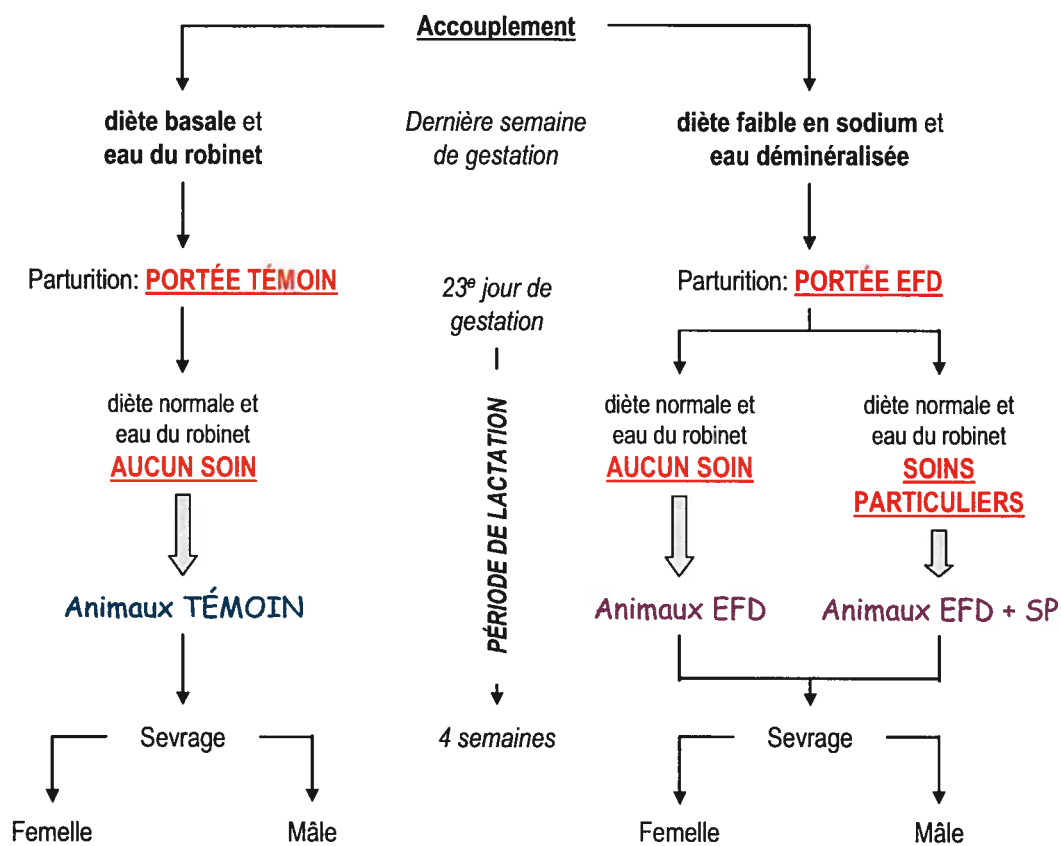 Accouplement
diète basale et
eau du robinet
Dernière semaine
de gestation
diète faible en sodium et
eau déminéralisée
Parturition: PORTÉE TÉMOIN
23e jour de
gestation
Parturition: PORTÉE EFD
diète normale et
eau du robinet
AUCUN SOIN
PÉRIODE DE LACTATION
diète normale et
eau du robinet
AUCUN SOIN
diète normale et
eau du robinet
SOINS
PARTICULIERS
Animaux TÉMOIN
Animaux EFD
Animaux EFD + SP
Sevrage
4 semaines
Sevrage
Femelle
Mâle
Femelle
Mâle